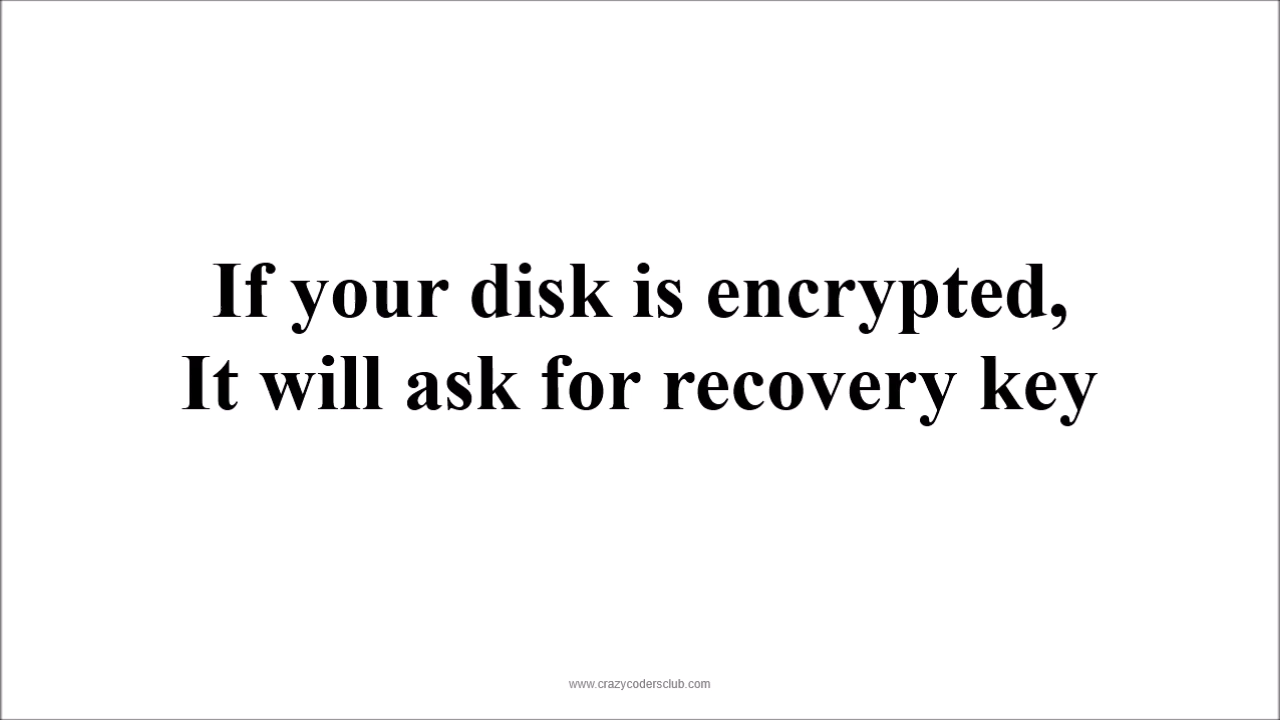 If your disk is encrypted,
It will ask for recovery key
www.crazycodersclub.com